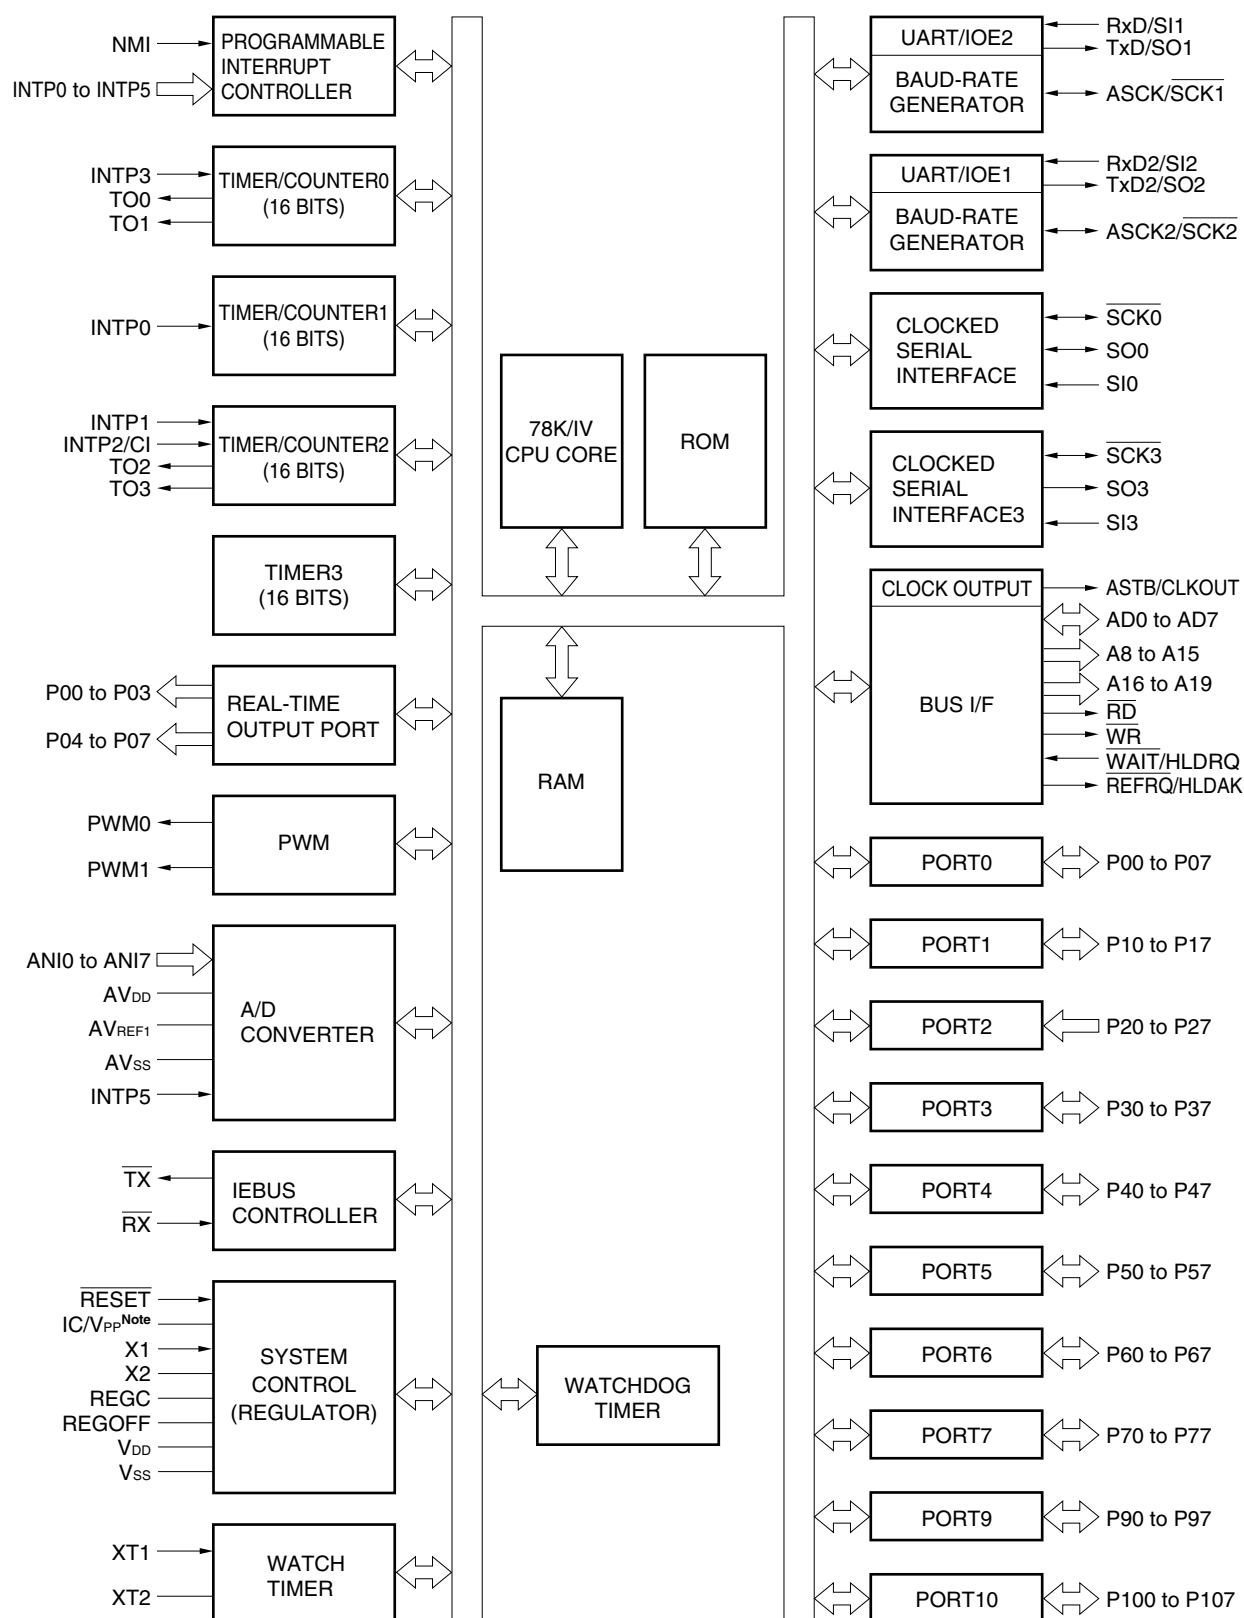 NMI
INTP0 to INTP5
PROGRAMMABLE
INTERRUPT
CONTROLLER
INTP3
TO0
TO1
TIMER/COUNTER0
(16 BITS)
INTP0
TIMER/COUNTER1
(16 BITS)
INTP1
INTP2/CI
TO2
TO3
TIMER/COUNTER2
(16 BITS)
TIMER3
(16 BITS)
P00 to P03
P04 to P07
REAL-TIME
OUTPUT PORT
PWM0
PWM1
PWM
ANI0 to ANI7
AVDD
AVREF1
AVSS
INTP5
A/D
CONVERTER
TX
RX
IEBUS
CONTROLLER
RESET
IC/VPPNote
X1
X2
REGC
REGOFF
VDD
VSS
SYSTEM
CONTROL
(REGULATOR)
XT1
XT2
WATCH
TIMER
78K/IV
CPU CORE
ROM
RAM
WATCHDOG
TIMER
UART/IOE2
BAUD-RATE
GENERATOR
RxD/SI1
TxD/SO1
ASCK/SCK1
UART/IOE1
BAUD-RATE
GENERATOR
RxD2/SI2
TxD2/SO2
ASCK2/SCK2
CLOCKED
SERIAL
INTERFACE
SCK0
SO0
SI0
CLOCKED
SERIAL
INTERFACE3
SCK3
SO3
SI3
CLOCK OUTPUT
BUS I/F
ASTB/CLKOUT
AD0 to AD7
A8 to A15
A16 to A19
RD
WR
WAIT/HLDRQ
REFRQ/HLDAK
PORT0
P00 to P07
PORT1
P10 to P17
PORT2
P20 to P27
PORT3
P30 to P37
PORT4
P40 to P47
PORT5
P50 to P57
PORT6
P60 to P67
PORT7
P70 to P77
PORT9
P90 to P97
PORT10
P100 to P107